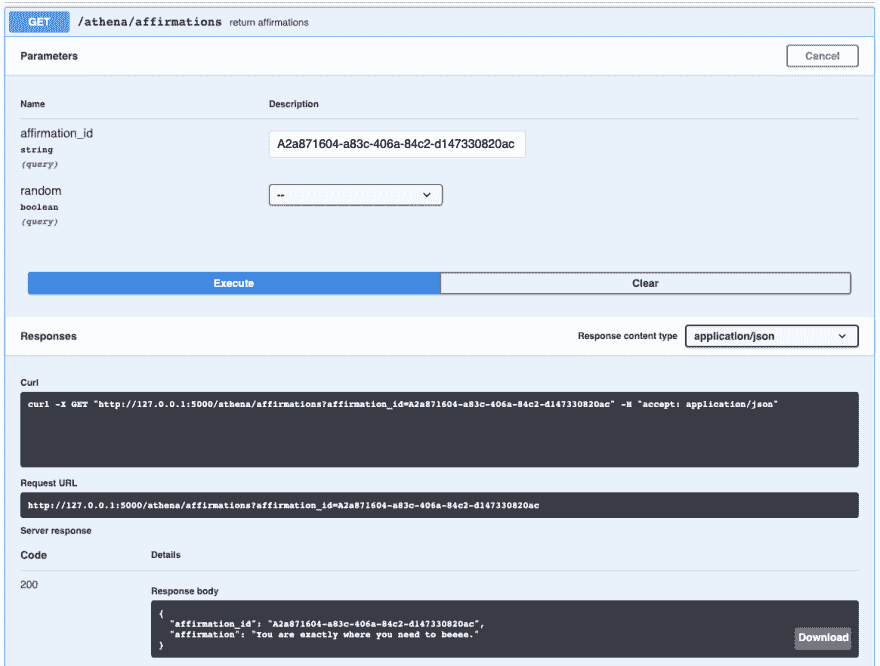 GET /athena/affirmations return affirmations
Parameters
Cancel
Name Description
affirmation_id
string
(query)
A2a871604-a83c-406a-84c2-d147330820ac
random
boolean
(query)
--
Execute Clear
Responses Response content type application/json
Curl
curl -X GET "http://127.0.0.1:5000/athena/affirmations?affirmation_id=A2a871604-a83c-406a-84c2-d147330820ac" -H "accept: application/json"
Request URL
http://127.0.0.1:5000/athena/affirmations?affirmation_id=A2a871604-a83c-406a-84c2-d147330820ac
Server response
Code Details
200
Response body
{
"affirmation_id": "A2a871604-a83c-406a-84c2-d147330820ac",
"affirmation": "You are exactly where you need to beeee."
}
Download